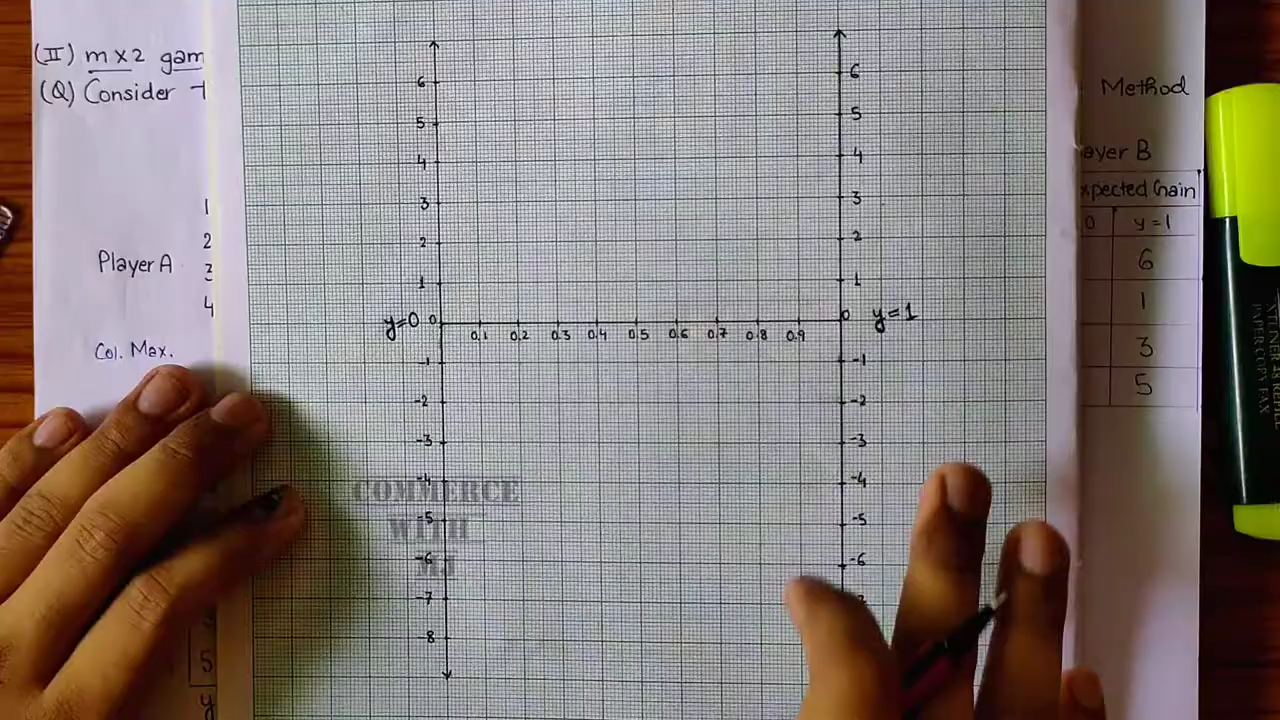 (II) m x 2 gam
(Q) Consider
Method
ayer B
xpected Gain
0 y=1
6
1
3
5
1
2
Player A 3
4
Col. Max.
6 6
5 5
4 4
3 3
2 2
1 1
y=0 0 0 y=1
0.1 0.2 0.3 0.4 0.5 0.6 0.7 0.8 0.9
-1 -1
-2 -2
-3 -3
-4 -4
-5 -5
-6 -6
-7
-8
COMMERCE
WITH
MJ
5
y